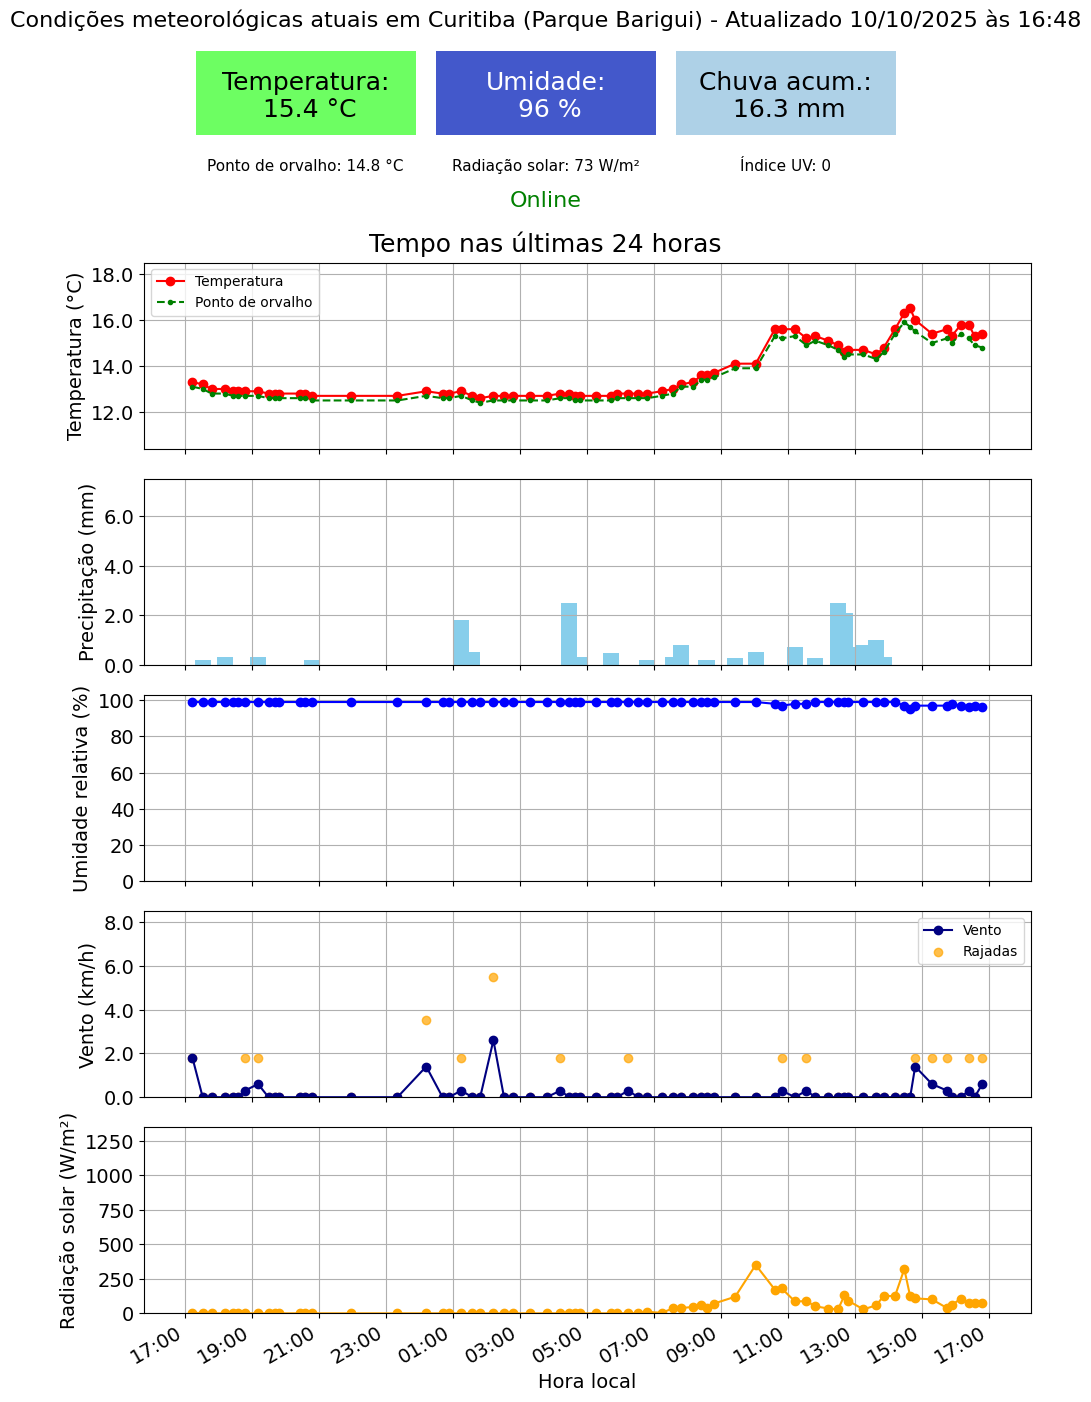 Condições meteorológicas atuais em Curitiba (Parque Barigui) - Atualizado 10/10/2025 às 16:48
Temperatura:
15.4 °C
Umidade:
96 %
Chuva acum.:
16.3 mm
Ponto de orvalho: 14.8 °C
Radiação solar: 73 W/m²
Índice UV: 0
Online
Tempo nas últimas 24 horas
Temperatura (°C)
18.0
16.0
14.0
12.0
Temperatura
Ponto de orvalho
Precipitação (mm)
6.0
4.0
2.0
0.0
Umidade relativa (%)
100
80
60
40
20
0
Vento (km/h)
8.0
6.0
4.0
2.0
0.0
Vento
Rajadas
Radiação solar (W/m²)
1250
1000
750
500
250
0
17:00
19:00
21:00
23:00
01:00
03:00
05:00
07:00
09:00
11:00
13:00
15:00
17:00
Hora local